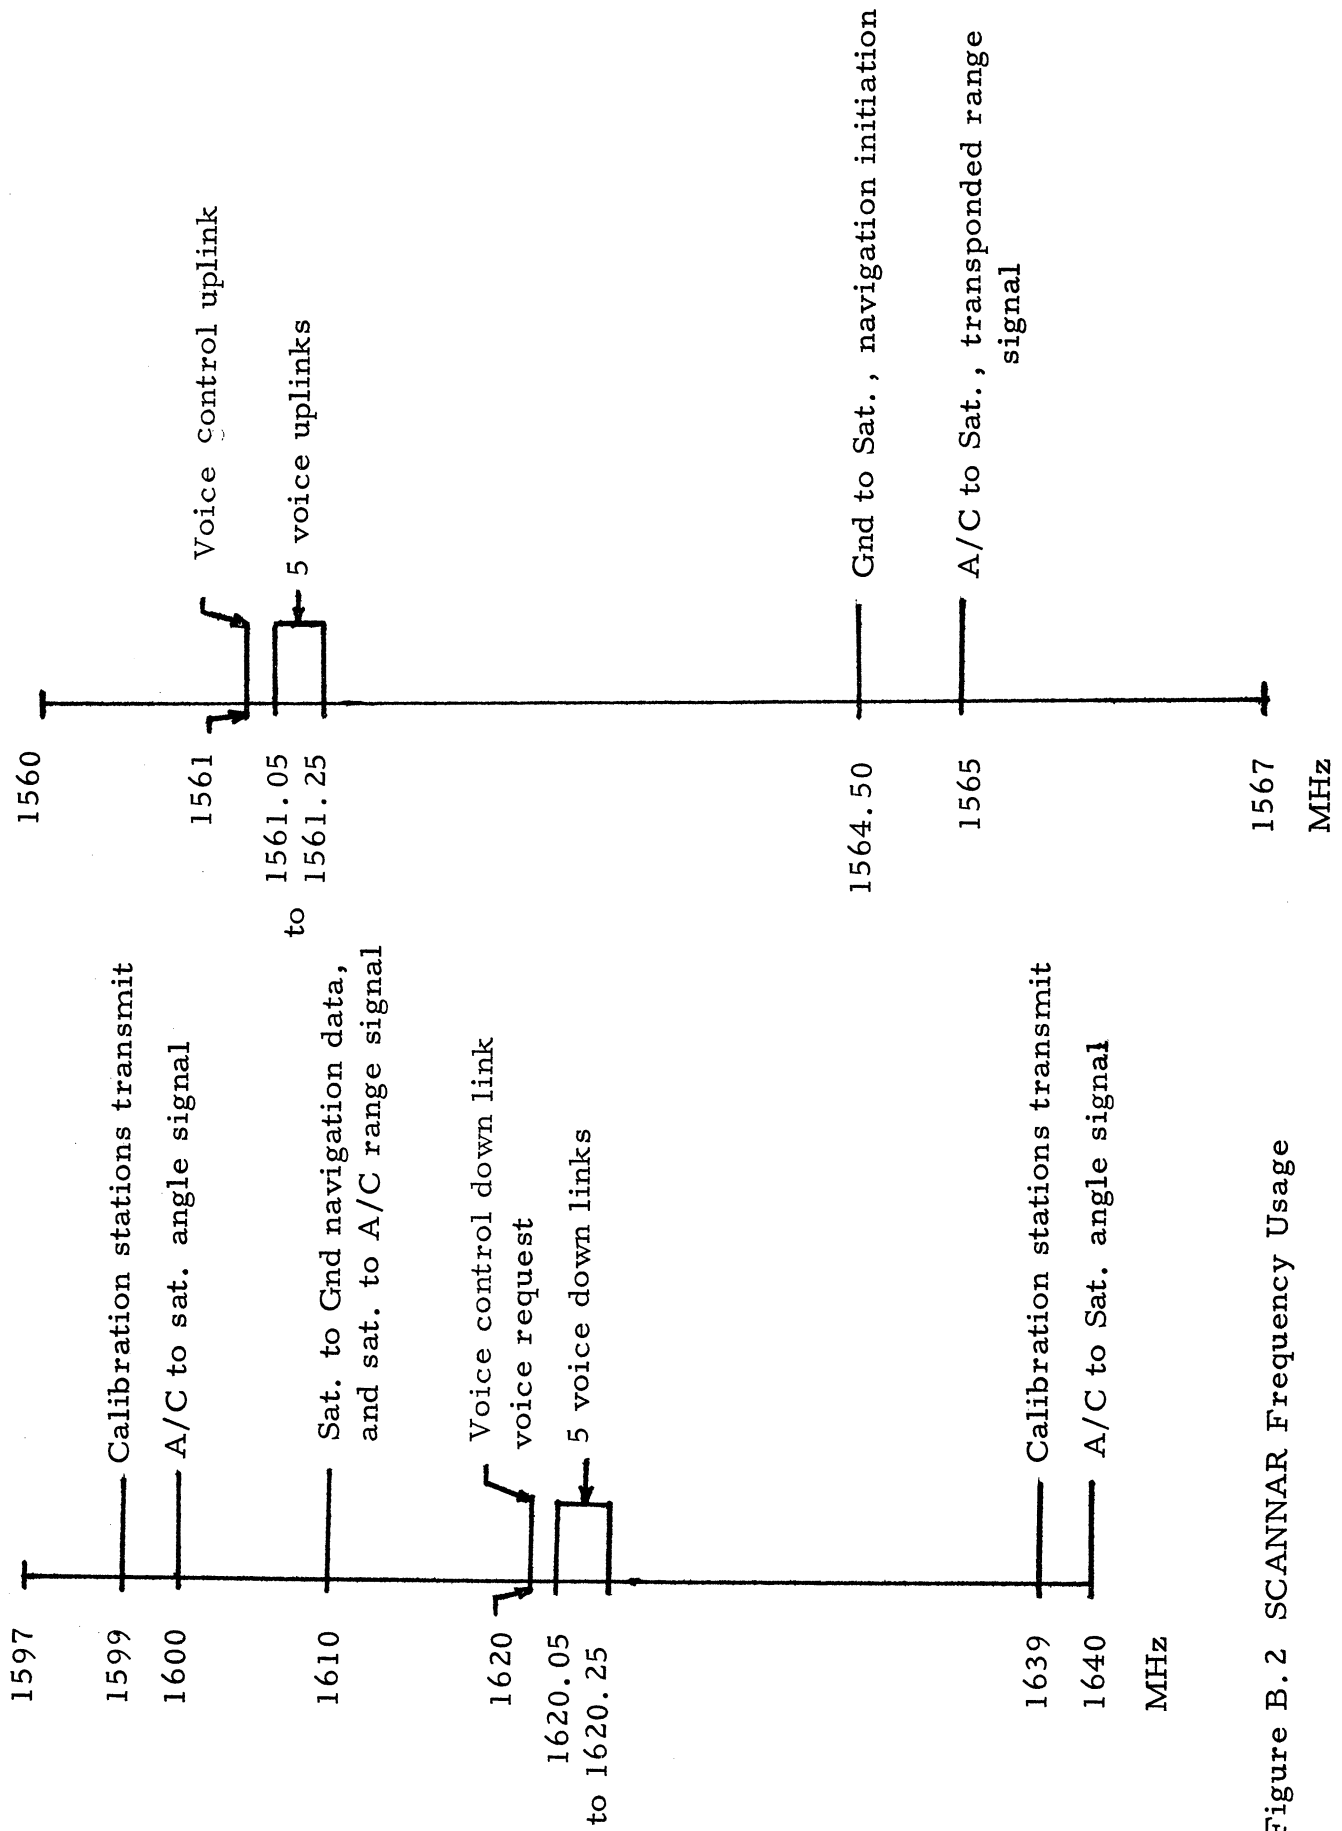 1597
1599
Calibration stations transmit
1600
A/C to sat. angle signal
1610
Sat. to Gnd navigation data,
and sat. to A/C range signal
1620
Voice control down link
voice request
1620.05
to 1620.25
5 voice down links
1639
Calibration stations transmit
1640
A/C to Sat. angle signal
MHz
1560
1561
Voice control uplink
1561.05
to 1561.25
5 voice uplinks
1564.50
Gnd to Sat., navigation initiation
1565
A/C to Sat., transponded range
signal
1567
MHz
Figure B.2 SCANNAR Frequency Usage